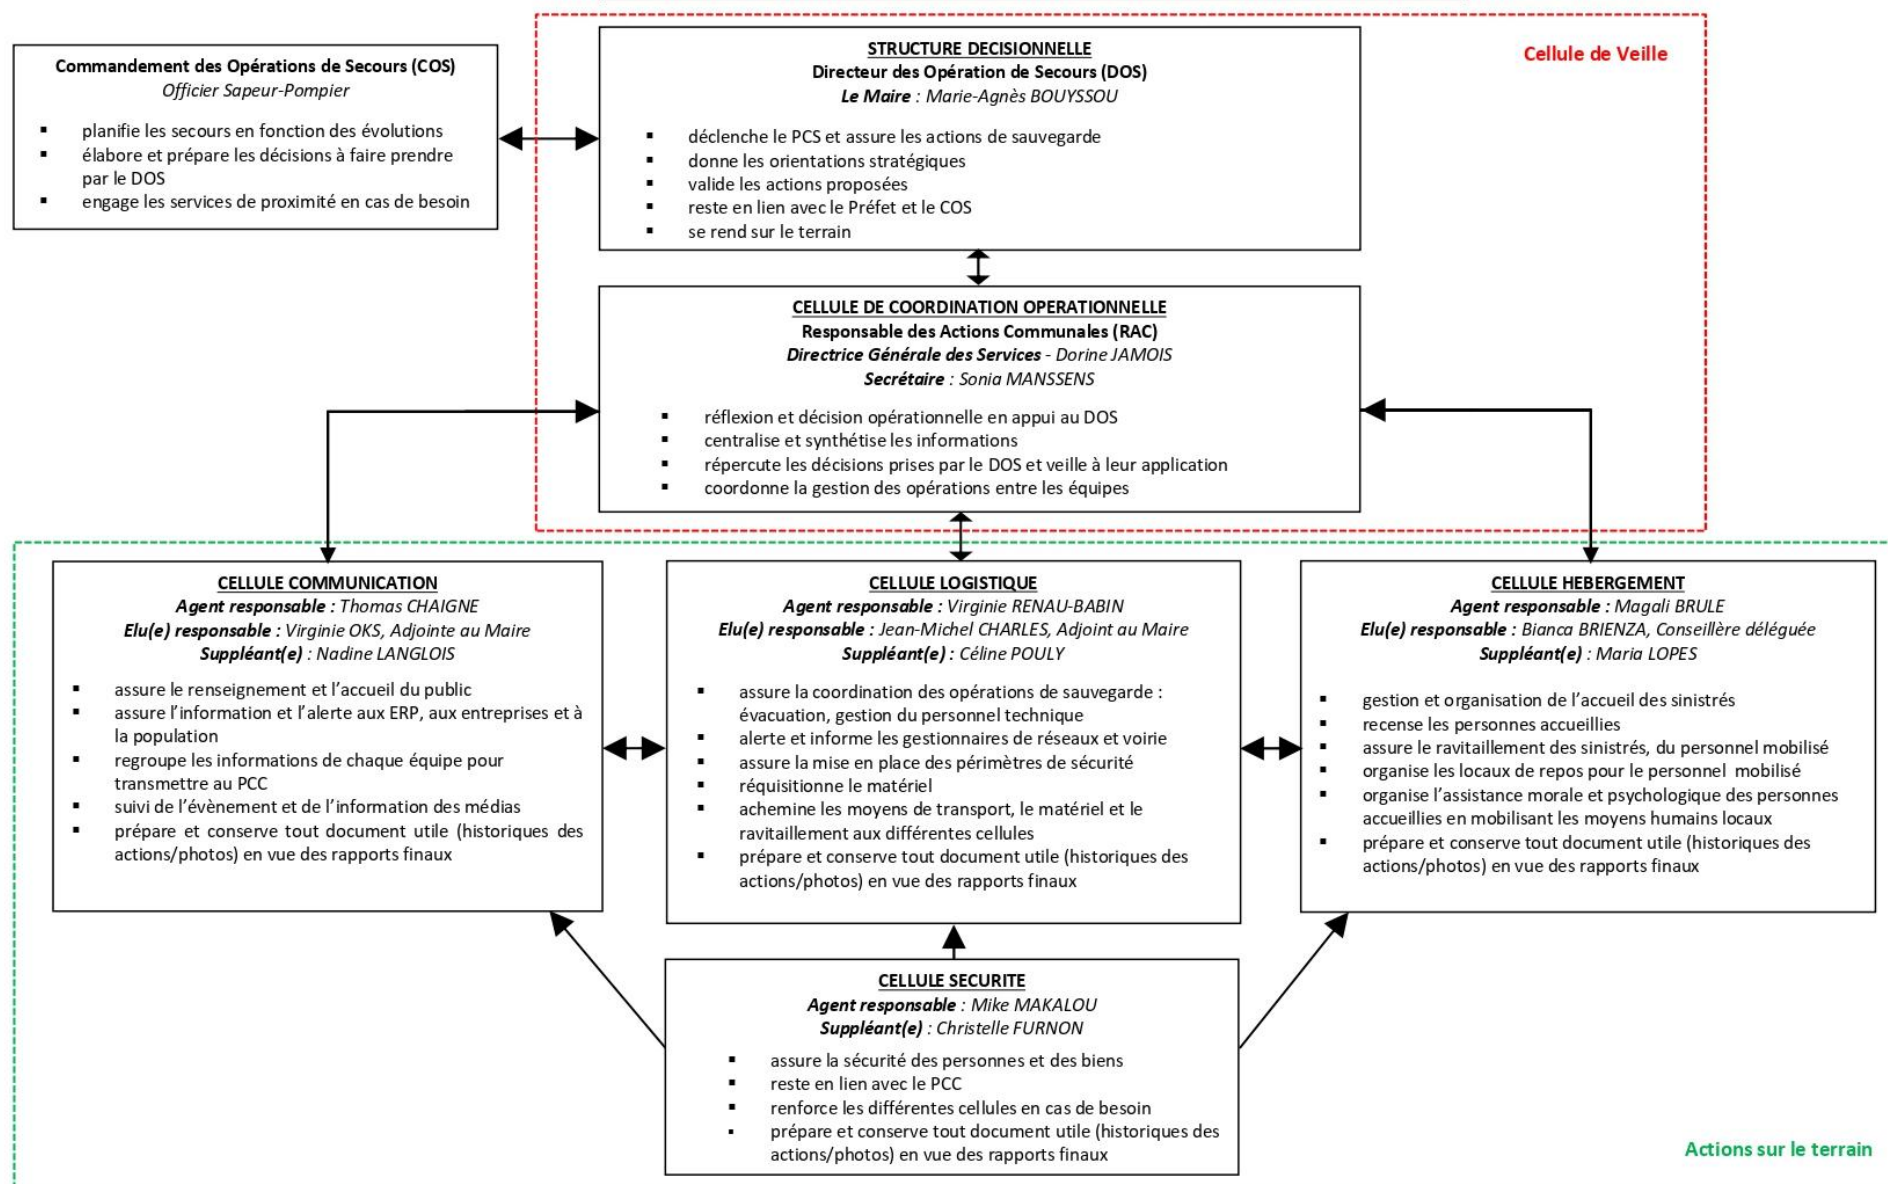 Commandement des Opérations de Secours (COS)
Officier Sapeur-Pompier
▪ planifie les secours en fonction des évolutions
▪ élabore et prépare les décisions à faire prendre
par le DOS
▪ engage les services de proximité en cas de besoin
Cellule de Veille
STRUCTURE DECISIONNELLE
Directeur des Opération de Secours (DOS)
Le Maire : Marie-Agnès BOUYSSOU
▪ déclenche le PCS et assure les actions de sauvegarde
▪ donne les orientations stratégiques
▪ valide les actions proposées
▪ reste en lien avec le Préfet et le COS
▪ se rend sur le terrain
CELLULE DE COORDINATION OPERATIONNELLE
Responsable des Actions Communales (RAC)
Directrice Générale des Services - Dorine JAMOIS
Secrétaire : Sonia MANSSENS
▪ réflexion et décision opérationnelle en appui au DOS
▪ centralise et synthétise les informations
▪ répercute les décisions prises par le DOS et veille à leur application
▪ coordonne la gestion des opérations entre les équipes
CELLULE COMMUNICATION
Agent responsable : Thomas CHAIGNE
Elu(e) responsable : Virginie OKS, Adjointe au Maire
Suppléant(e) : Nadine LANGLOIS
▪ assure le renseignement et l’accueil du public
▪ assure l’information et l’alerte aux ERP, aux entreprises et à
la population
▪ regroupe les informations de chaque équipe pour
transmettre au PCC
▪ suivi de l’évènement et de l’information des médias
▪ prépare et conserve tout document utile (historiques des
actions/photos) en vue des rapports finaux
CELLULE LOGISTIQUE
Agent responsable : Virginie RENAU-BABIN
Elu(e) responsable : Jean-Michel CHARLES, Adjoint au Maire
Suppléant(e) : Céline POULY
▪ assure la coordination des opérations de sauvegarde :
évacuation, gestion du personnel technique
▪ alerte et informe les gestionnaires de réseaux et voirie
▪ assure la mise en place des périmètres de sécurité
▪ réquisitionne le matériel
▪ achemine les moyens de transport, le matériel et le
ravitaillement aux différentes cellules
▪ prépare et conserve tout document utile (historiques des
actions/photos) en vue des rapports finaux
CELLULE HEBERGEMENT
Agent responsable : Magali BRULE
Elu(e) responsable : Bianca BRIENZA, Conseillère déléguée
Suppléant(e) : Maria LOPES
▪ gestion et organisation de l’accueil des sinistrés
▪ recense les personnes accueillies
▪ assure le ravitaillement des sinistrés, du personnel mobilisé
▪ organise les locaux de repos pour le personnel mobilisé
▪ organise l’assistance morale et psychologique des personnes
accueillies en mobilisant les moyens humains locaux
▪ prépare et conserve tout document utile (historiques des
actions/photos) en vue des rapports finaux
CELLULE SECURITE
Agent responsable : Mike MAKALOU
Suppléant(e) : Christelle FURNON
▪ assure la sécurité des personnes et des biens
▪ reste en lien avec le PCC
▪ renforce les différentes cellules en cas de besoin
▪ prépare et conserve tout document utile (historiques des
actions/photos) en vue des rapports finaux
Actions sur le terrain